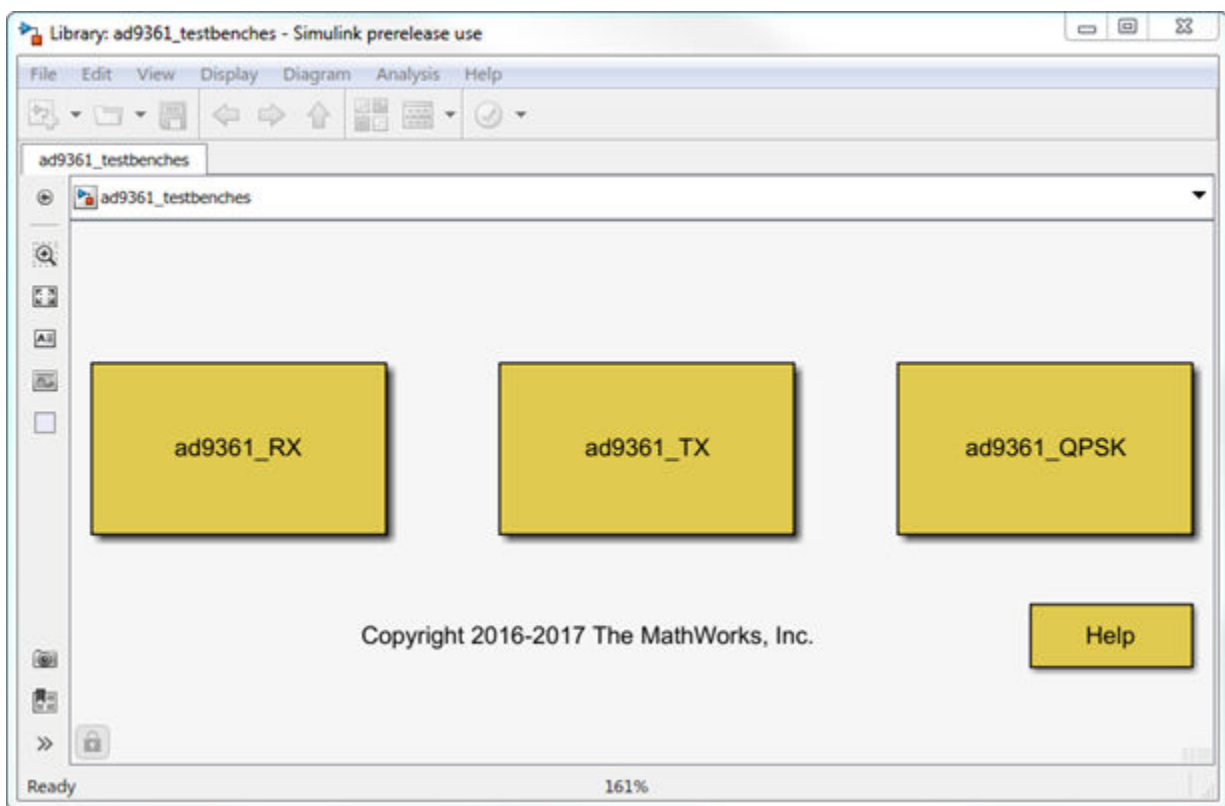 Library: ad9361_testbenches - Simulink prerelease use
File Edit View Display Diagram Analysis Help
ad9361_testbenches
ad9361_testbenches
ad9361_RX
ad9361_TX
ad9361_QPSK
Copyright 2016-2017 The MathWorks, Inc.
Help
Ready
161%